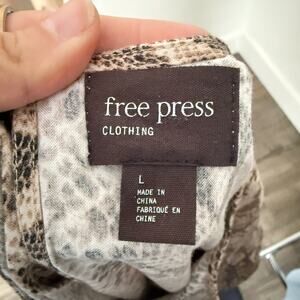 free press
CLOTHING
L
MADE IN
CHINA
FABRIQUÉ EN
CHINE